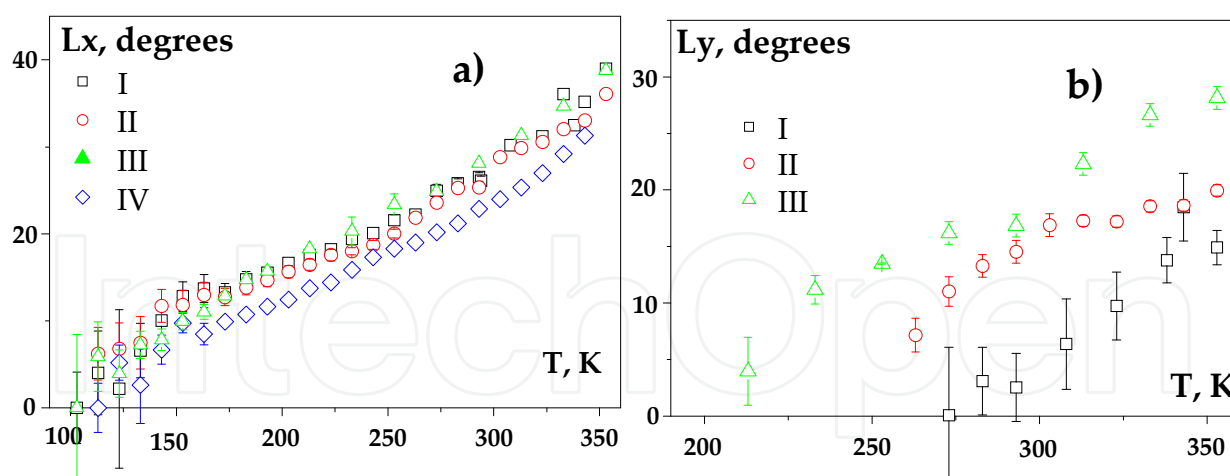 Lx, degrees
a)
I
II
III
IV
40
20
0
T, K
100 150 200 250 300 350
Ly, degrees
b)
I
II
III
30
20
10
0
T, K
200 250 300 350
IntechOpen